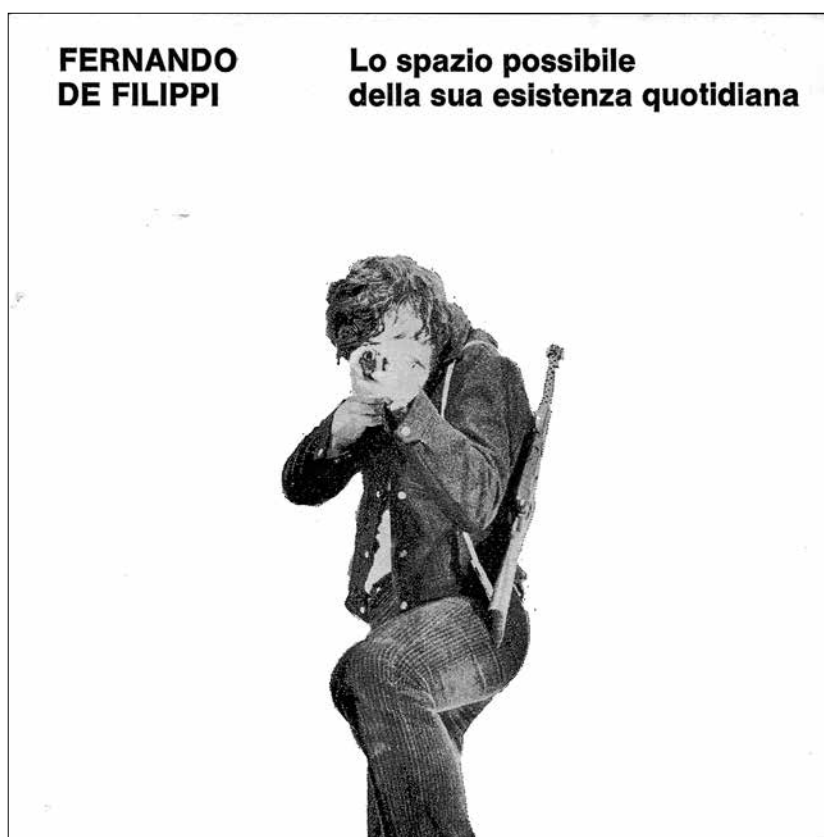 FERNANDO
DE FILIPPI
Lo spazio possibile
della sua esistenza quotidiana